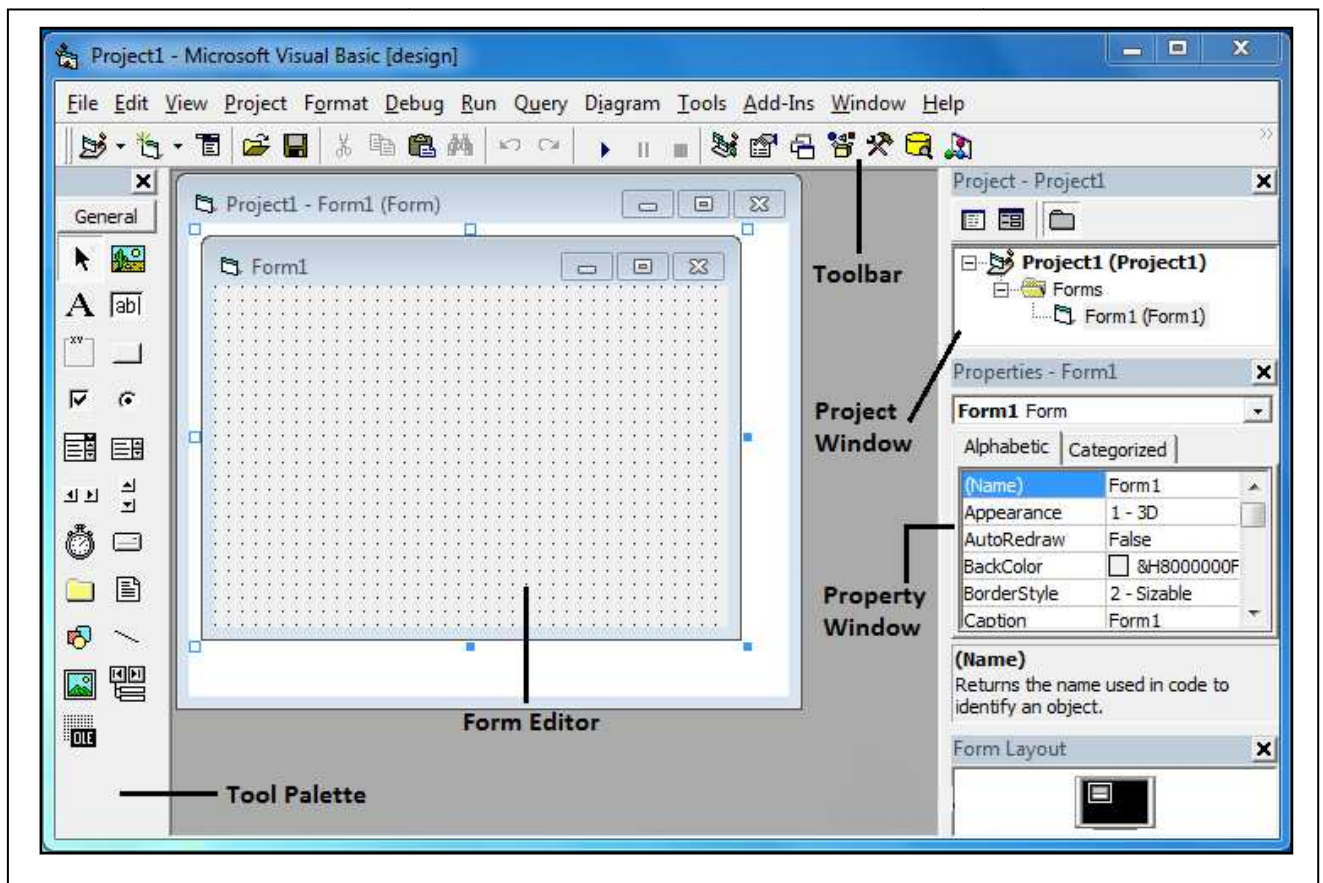 Project1 - Microsoft Visual Basic [design]
File Edit View Project Format Debug Run Query Diagram Tools Add-Ins Window Help
General
A
ab
XY
OLE
Project1 - Form1 (Form)
Form1
Toolbar
Project
Window
Property
Window
Form Editor
Tool Palette
Project - Project1
Project1 (Project1)
Forms
Form1 (Form1)
Properties - Form1
Form1 Form
Alphabetic Categorized
(Name) Form1
Appearance 1 - 3D
AutoRedraw False
BackColor &H8000000F
BorderStyle 2 - Sizable
Caption Form1
(Name)
Returns the name used in code to
identify an object.
Form Layout